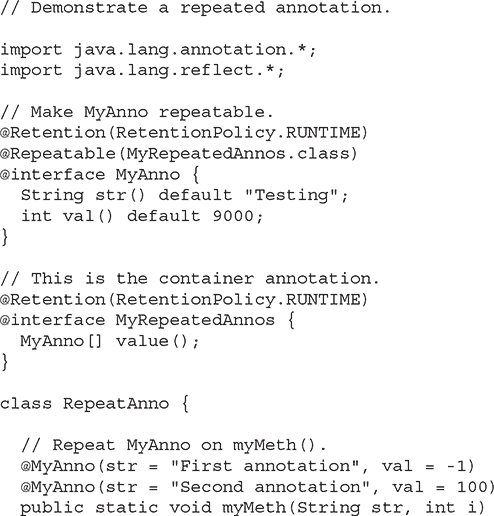 // Demonstrate a repeated annotation.
import java.lang.annotation.*;
import java.lang.reflect.*;
// Make MyAnno repeatable.
@Retention(RetentionPolicy.RUNTIME)
@Repeatable(MyRepeatedAnnos.class)
@interface MyAnno {
  String str() default "Testing";
  int val() default 9000;
}
// This is the container annotation.
@Retention(RetentionPolicy.RUNTIME)
@interface MyRepeatedAnnos {
  MyAnno[] value();
}
class RepeatAnno {
  // Repeat MyAnno on myMeth().
  @MyAnno(str = "First annotation", val = -1)
  @MyAnno(str = "Second annotation", val = 100)
  public static void myMeth(String str, int i)